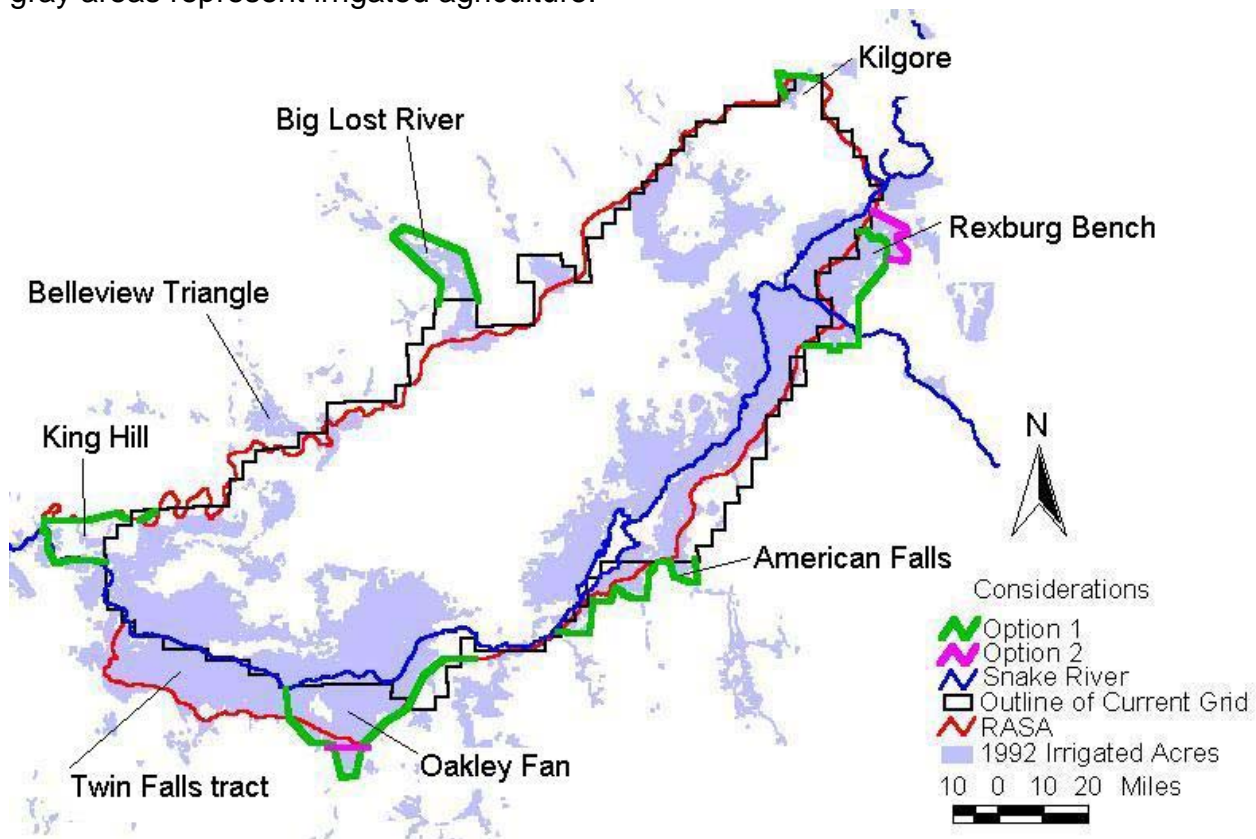 gray areas represent irrigated agriculture.
Kilgore
Big Lost River
Rexburg Bench
Belleview Triangle
King Hill
N
American Falls
Considerations
Option 1
Option 2
Snake River
Outline of Current Grid
RASA
1992 Irrigated Acres
10 0 10 20 Miles
Oakley Fan
Twin Falls tract